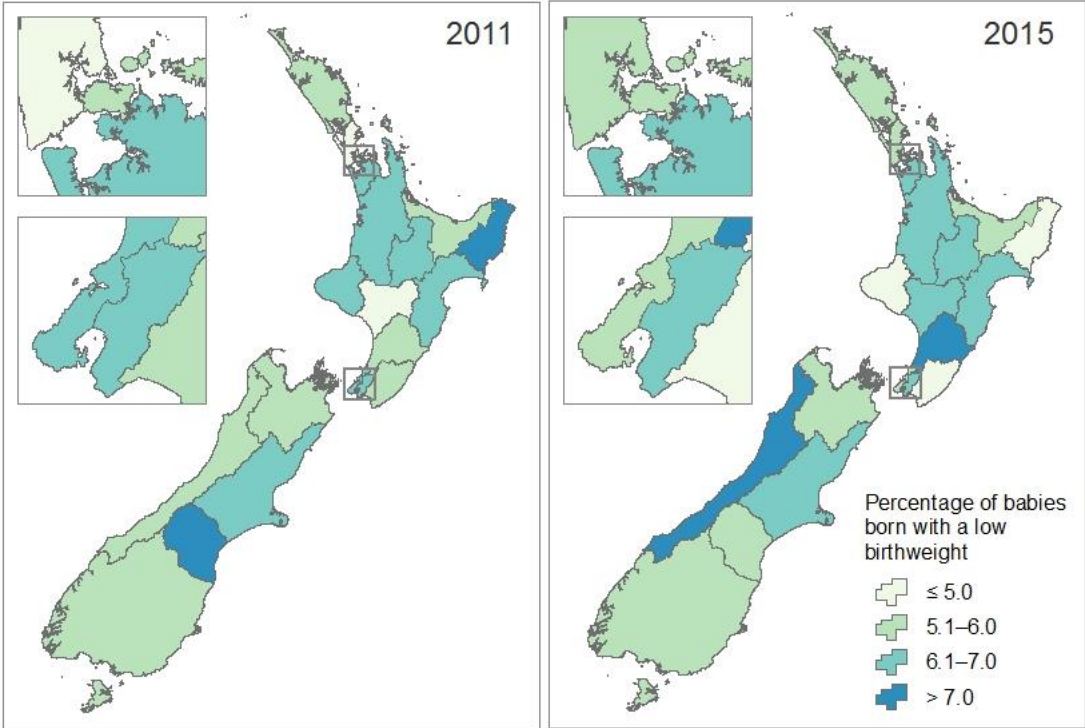 2011
2015
Percentage of babies
born with a low
birthweight
≤ 5.0
5.1–6.0
6.1–7.0
> 7.0